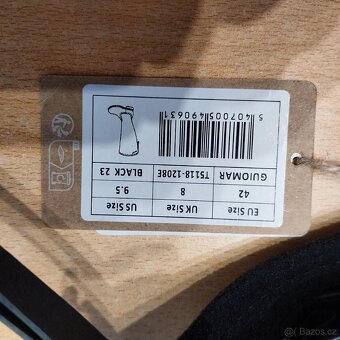 EU Size UK Size US Size
42 8 9.5
GUIOMAR T5118-1208E BLACK 23
5 407005 490631
© Bazos.cz